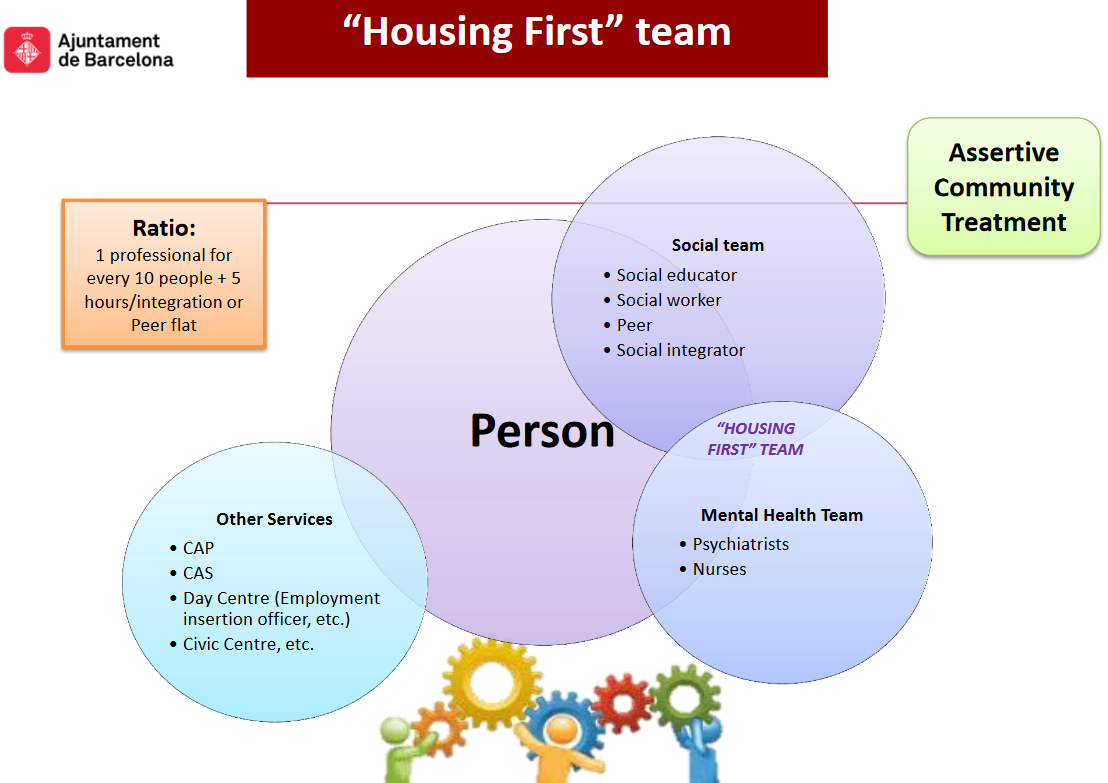 Ajuntament
de Barcelona
“Housing First” team
Assertive
Community
Treatment
Ratio:
1 professional for
every 10 people + 5
hours/integration or
Peer flat
Social team
• Social educator
• Social worker
• Peer
• Social integrator
Person
“HOUSING
FIRST” TEAM
Mental Health Team
• Psychiatrists
• Nurses
Other Services
• CAP
• CAS
• Day Centre (Employment
insertion officer, etc.)
• Civic Centre, etc.